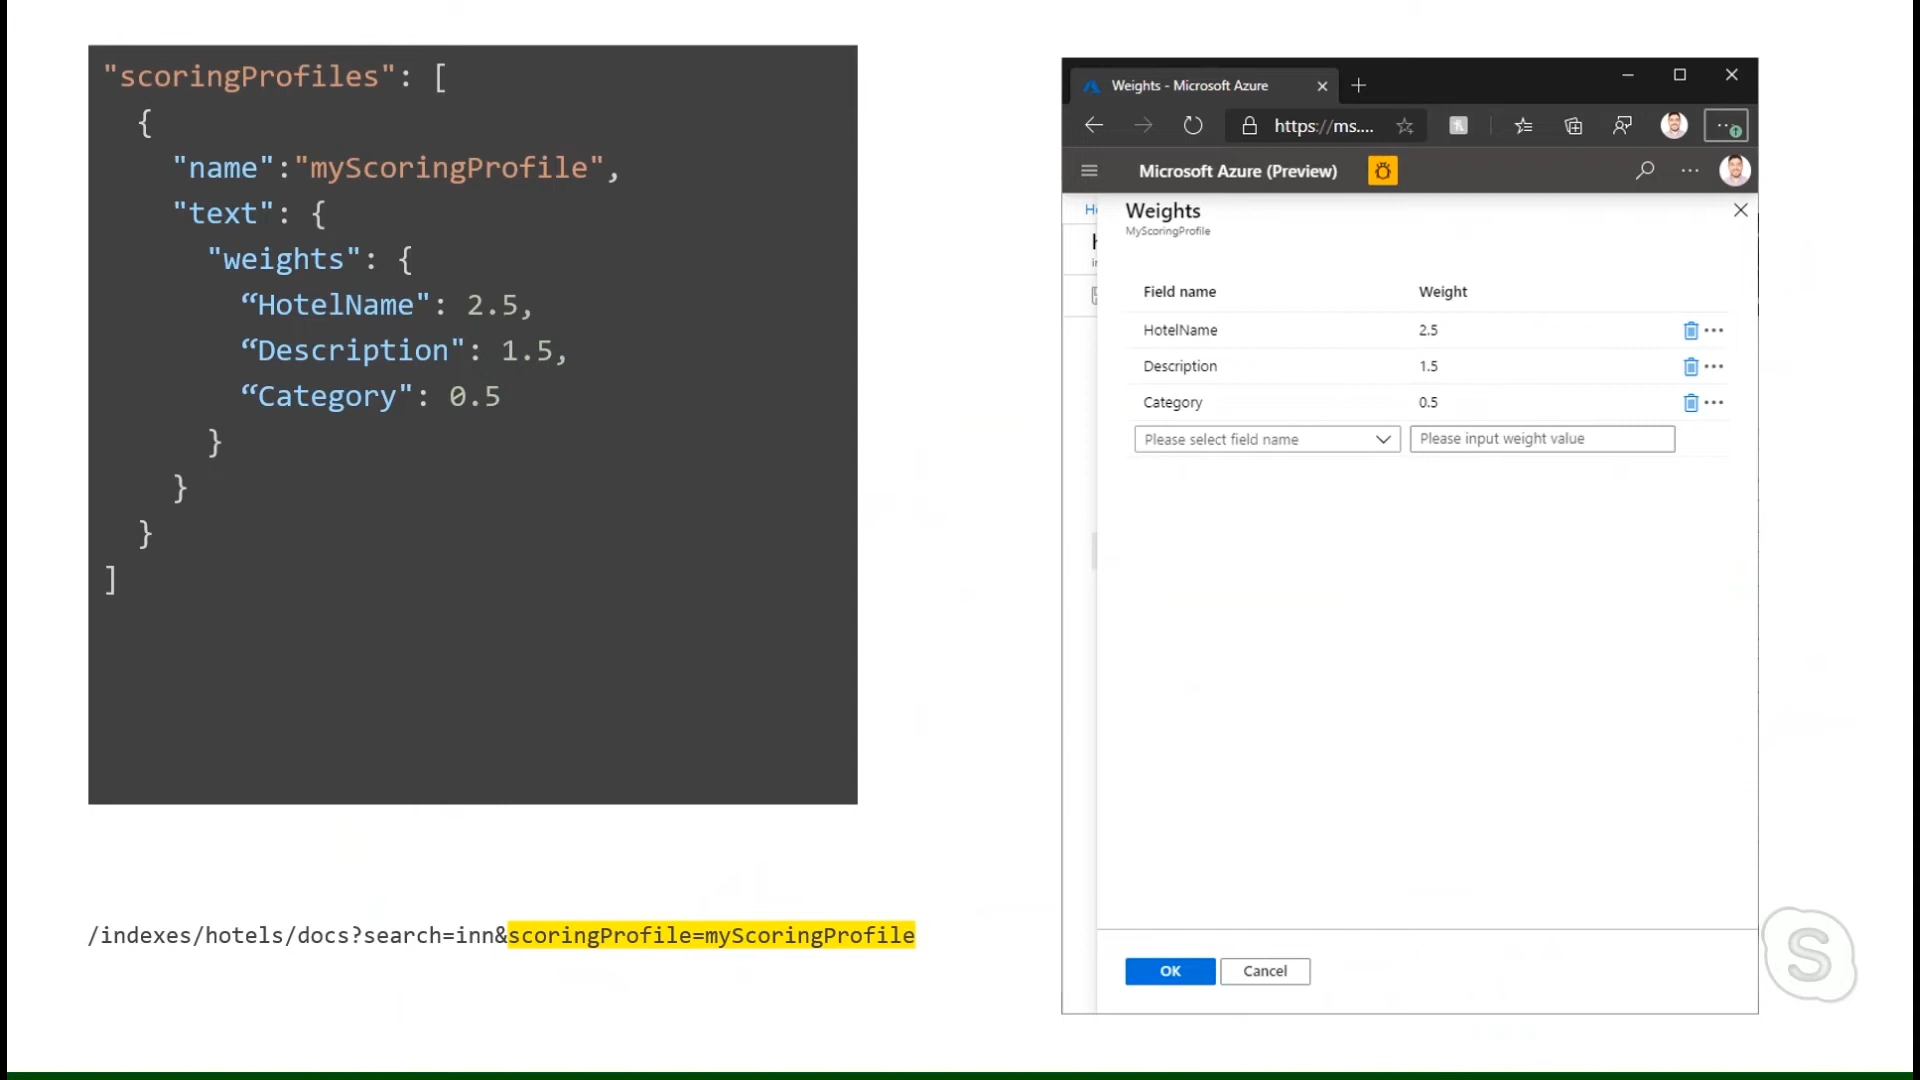 "scoringProfiles": [
{
"name":"myScoringProfile",
"text": {
"weights": {
“HotelName": 2.5,
“Description": 1.5,
“Category": 0.5
}
}
}
]
/indexes/hotels/docs?search=inn&scoringProfile=myScoringProfile
Weights - Microsoft Azure
https://ms....
Microsoft Azure (Preview)
Weights
MyScoringProfile
Field name Weight
HotelName 2.5
Description 1.5
Category 0.5
Please select field name Please input weight value
OK Cancel